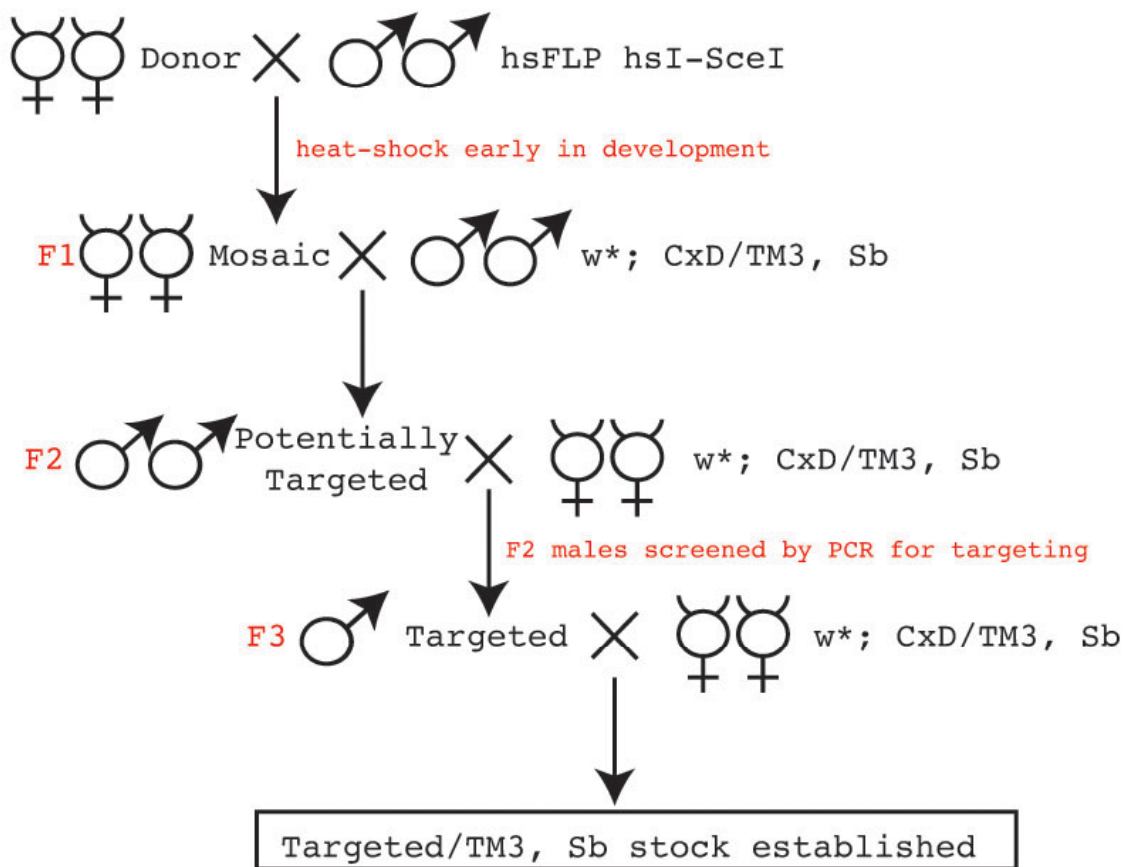 Donor hsFLP hsI-SceI
heat-shock early in development
F1 Mosaic w*; CxD/TM3, Sb
F2 Potentially
Targeted w*; CxD/TM3, Sb
F2 males screened by PCR for targeting
F3 Targeted w*; CxD/TM3, Sb
Targeted/TM3, Sb stock established